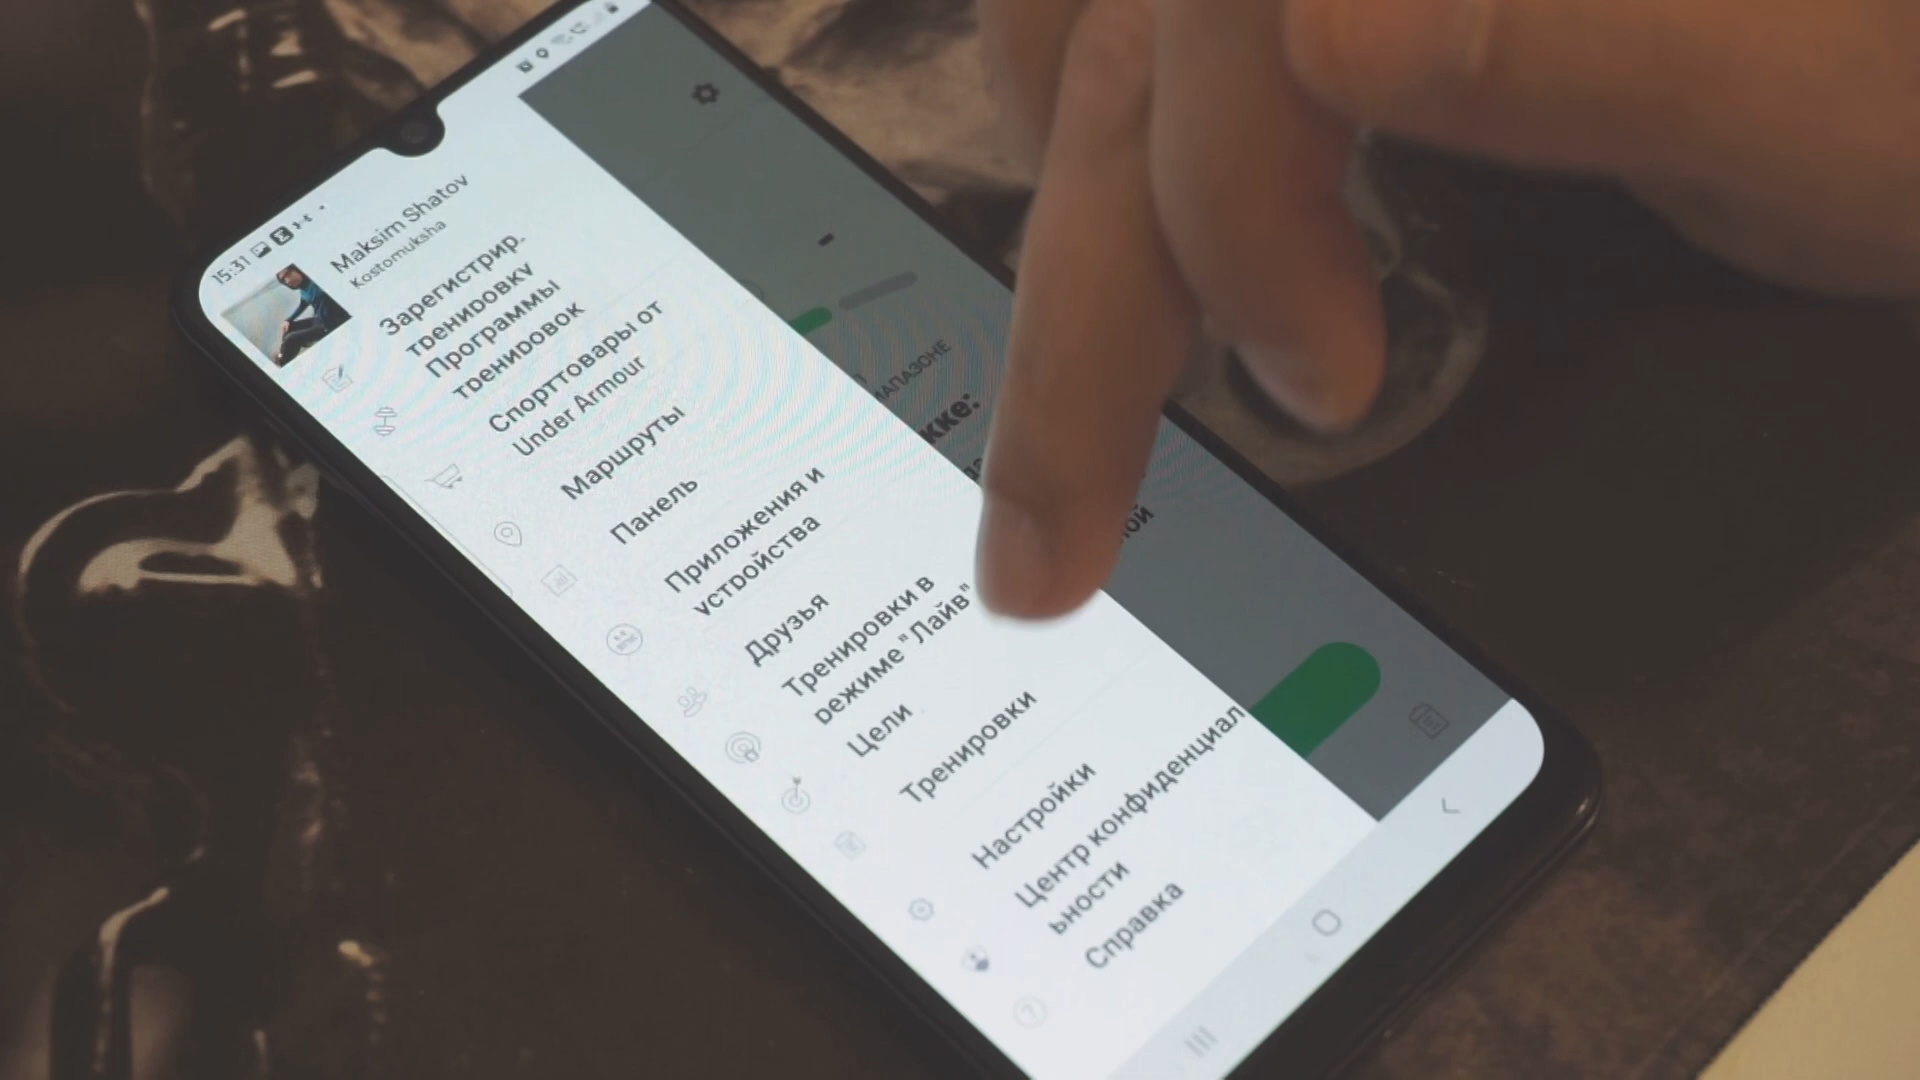 15:31
Maksim Shatov
Kostomuksha
Зарегистрир.
тренировку
Программы
тренировок
Спорттовары от
Under Armour
Маршруты
Панель
Приложения и
устройства
Друзья
Тренировки в
режиме "Лайв"
Цели
Тренировки
Настройки
Центр конфиденциал
ьности
Справка